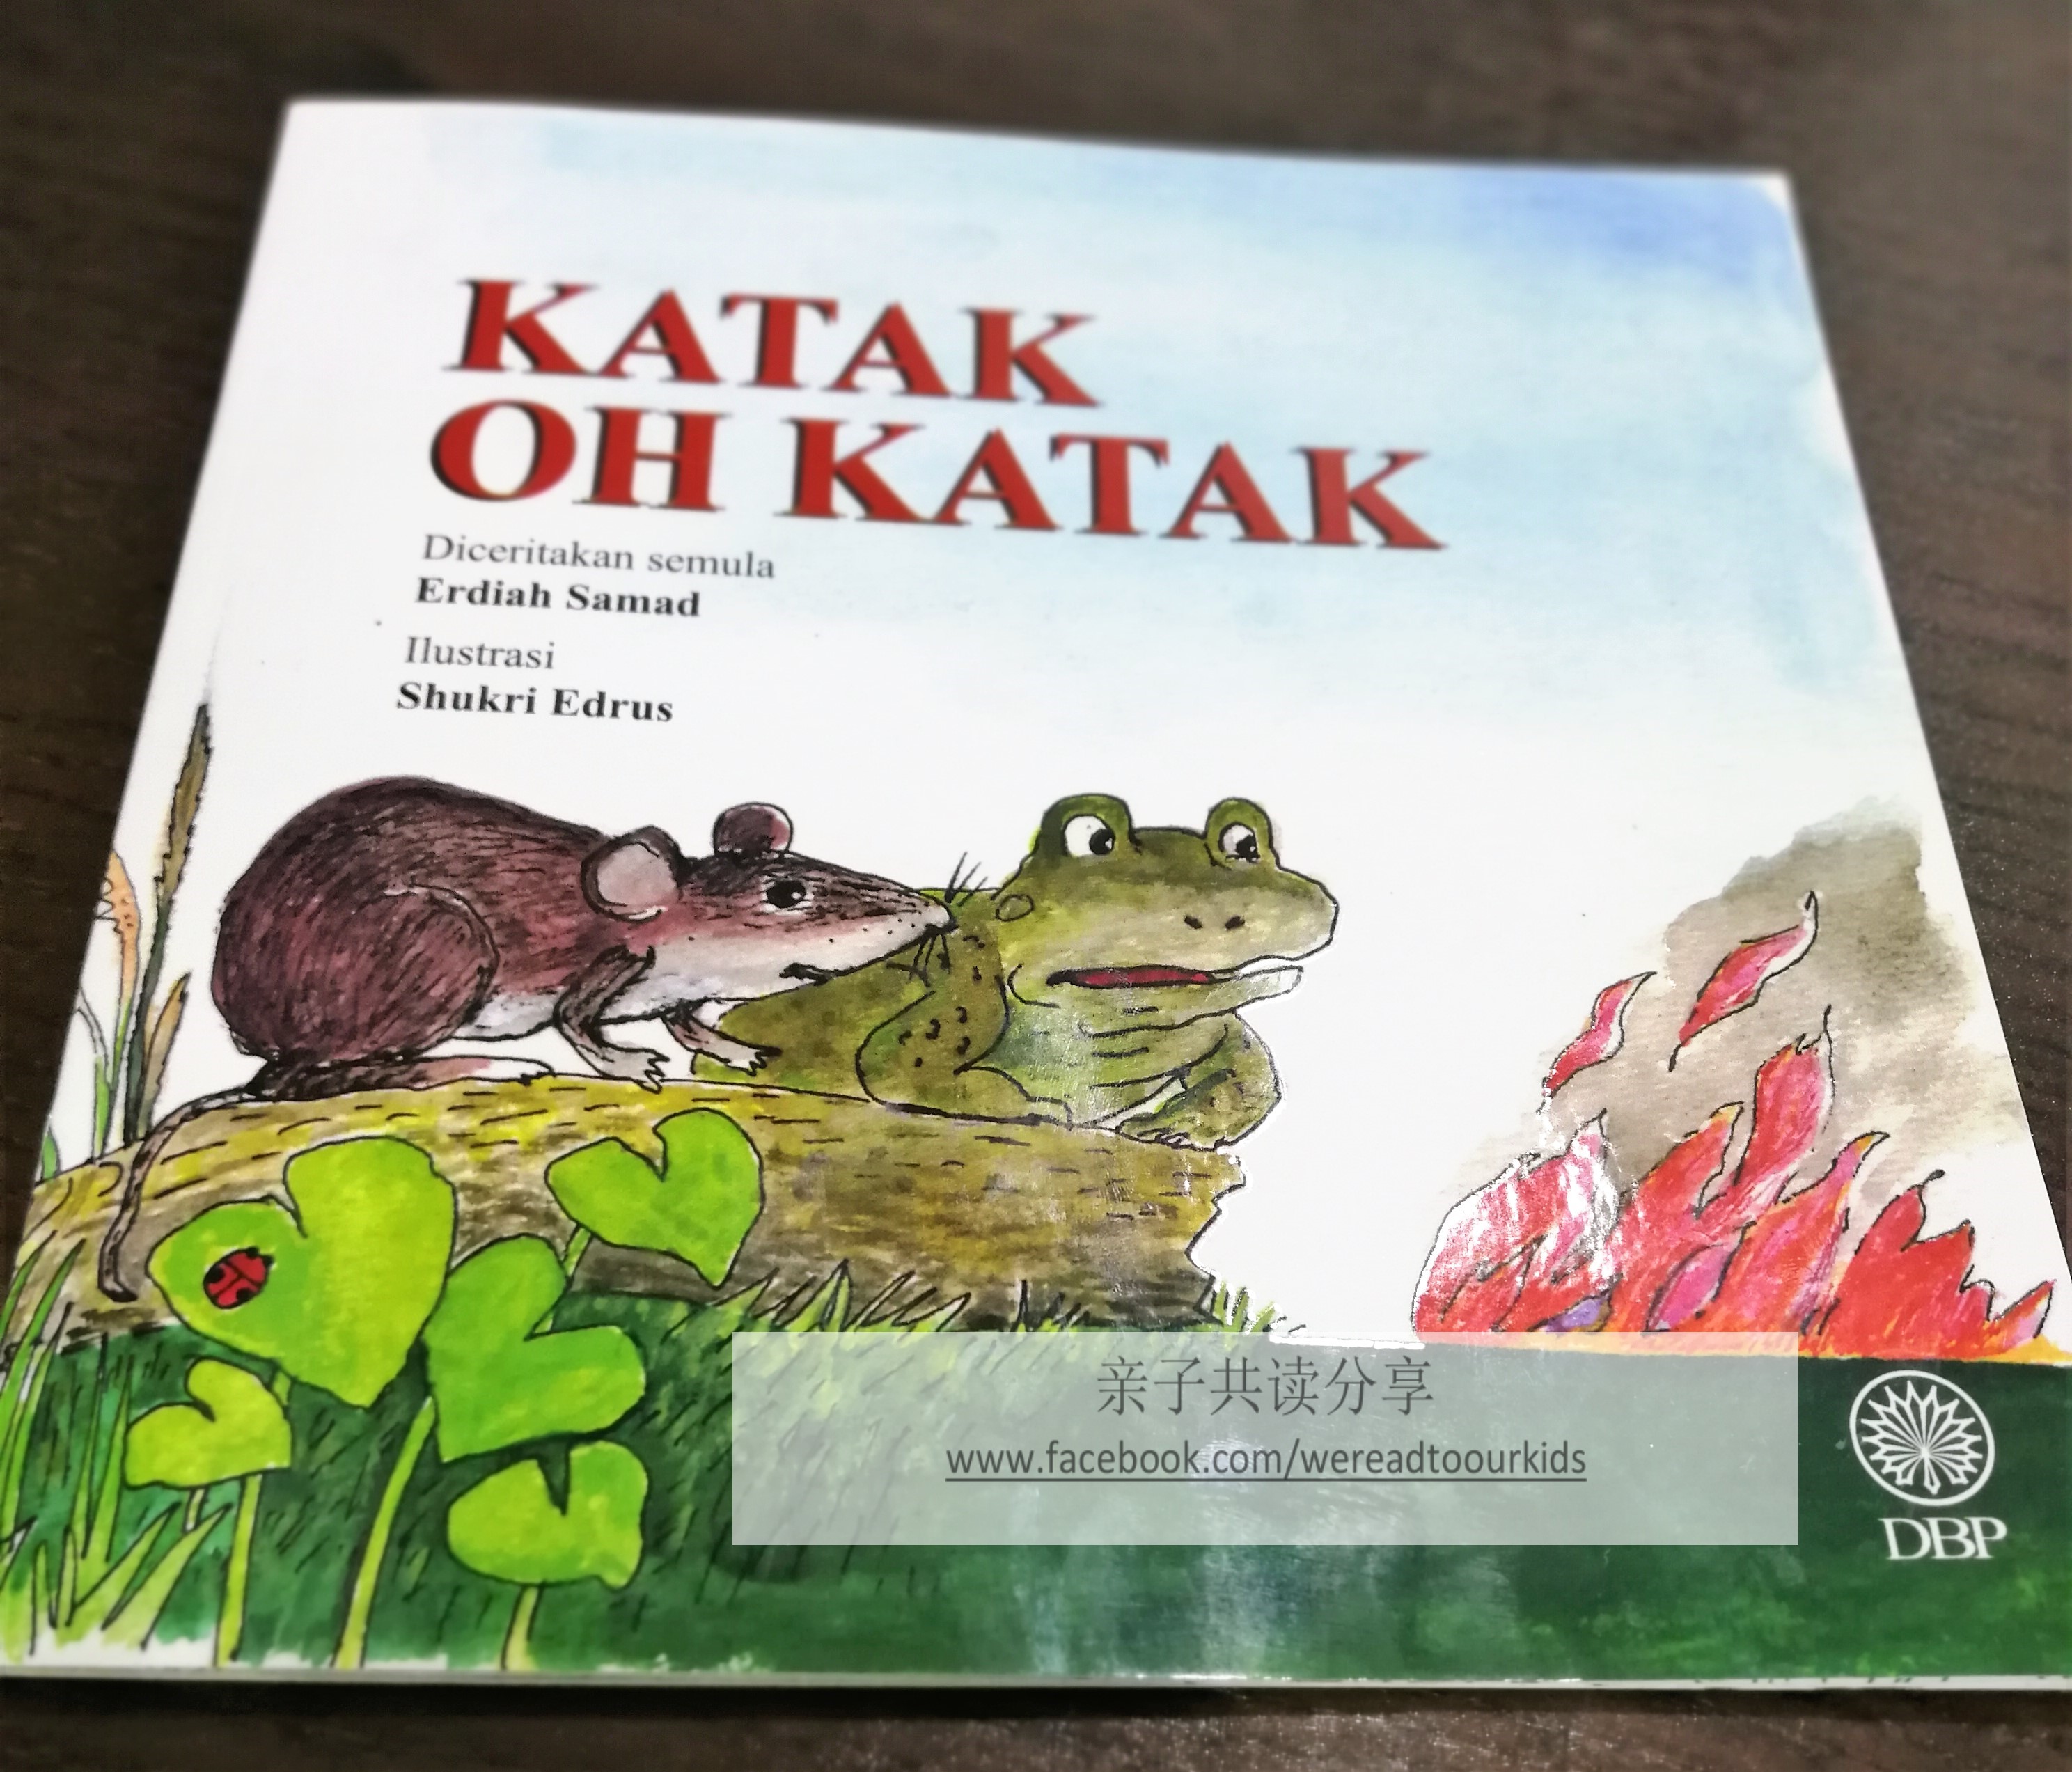 KATAK
OH KATAK
Diceritakan semula
Erdiah Samad
Ilustrasi
Shukri Edrus
亲子共读分享
www.facebook.com/wereadtoourkids
DBP